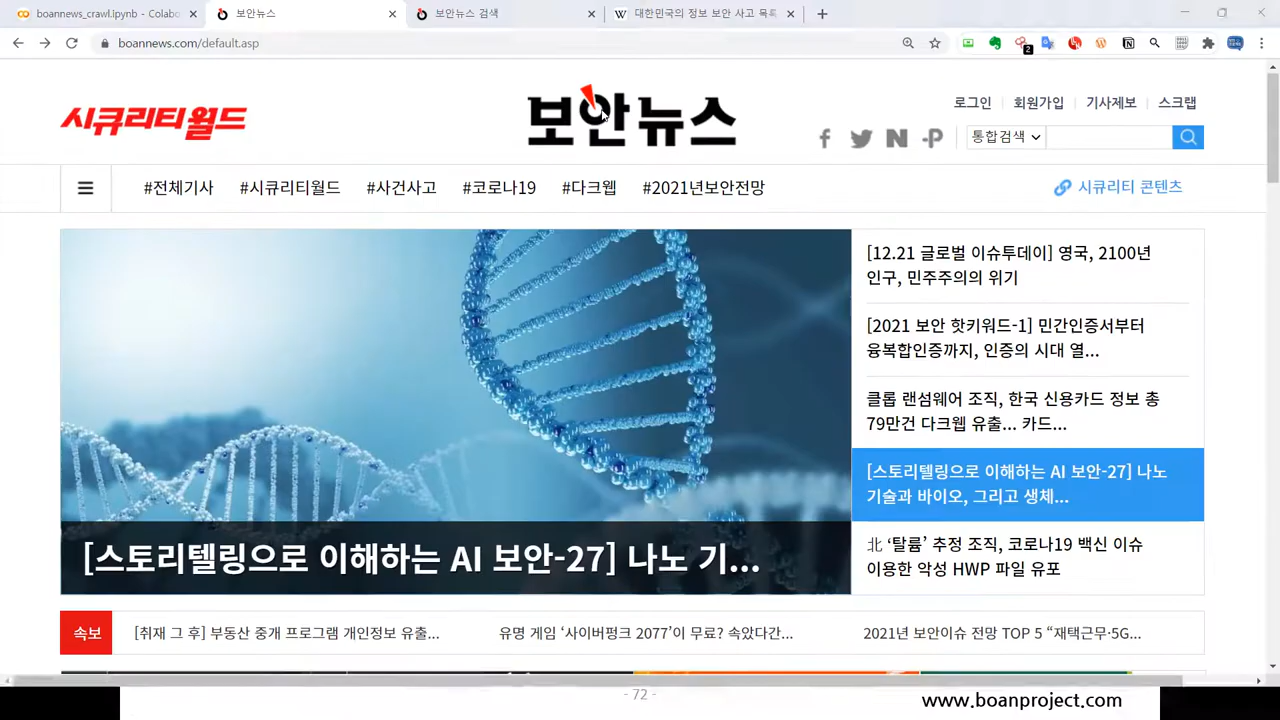 boannews_crawl.ipynb - Colabo
보안뉴스
보안뉴스 검색
대한민국의 정보 보안 사고 목록
boannews.com/default.asp
2
시큐리티월드
보안뉴스
로그인 | 회원가입 | 기사제보 | 스크랩
통합검색
#전체기사 #시큐리티월드 #사건사고 #코로나19 #다크웹 #2021년보안전망
시큐리티 콘텐츠
[스토리텔링으로 이해하는 AI 보안-27] 나노 기...
[12.21 글로벌 이슈투데이] 영국, 2100년
인구, 민주주의의 위기
[2021 보안 핫키워드-1] 민간인증서부터
융복합인증까지, 인증의 시대 열...
클롭 랜섬웨어 조직, 한국 신용카드 정보 총
79만건 다크웹 유출... 카드...
[스토리텔링으로 이해하는 AI 보안-27] 나노
기술과 바이오, 그리고 생체...
北 ‘탈륨’ 추정 조직, 코로나19 백신 이슈
이용한 악성 HWP 파일 유포
속보
[취재 그 후] 부동산 중개 프로그램 개인정보 유출...
유명 게임 ‘사이버펑크 2077’이 무료? 속았다간...
2021년 보안이슈 전망 TOP 5 “재택근무·5G...
- 72 -
www.boanproject.com